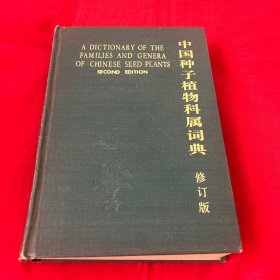 A DICTIONARY OF THE
FAMILIES AND GENERA
OF CHINESE SEED PLANTS
SECOND EDITION
中国种子植物科属词典
修订版